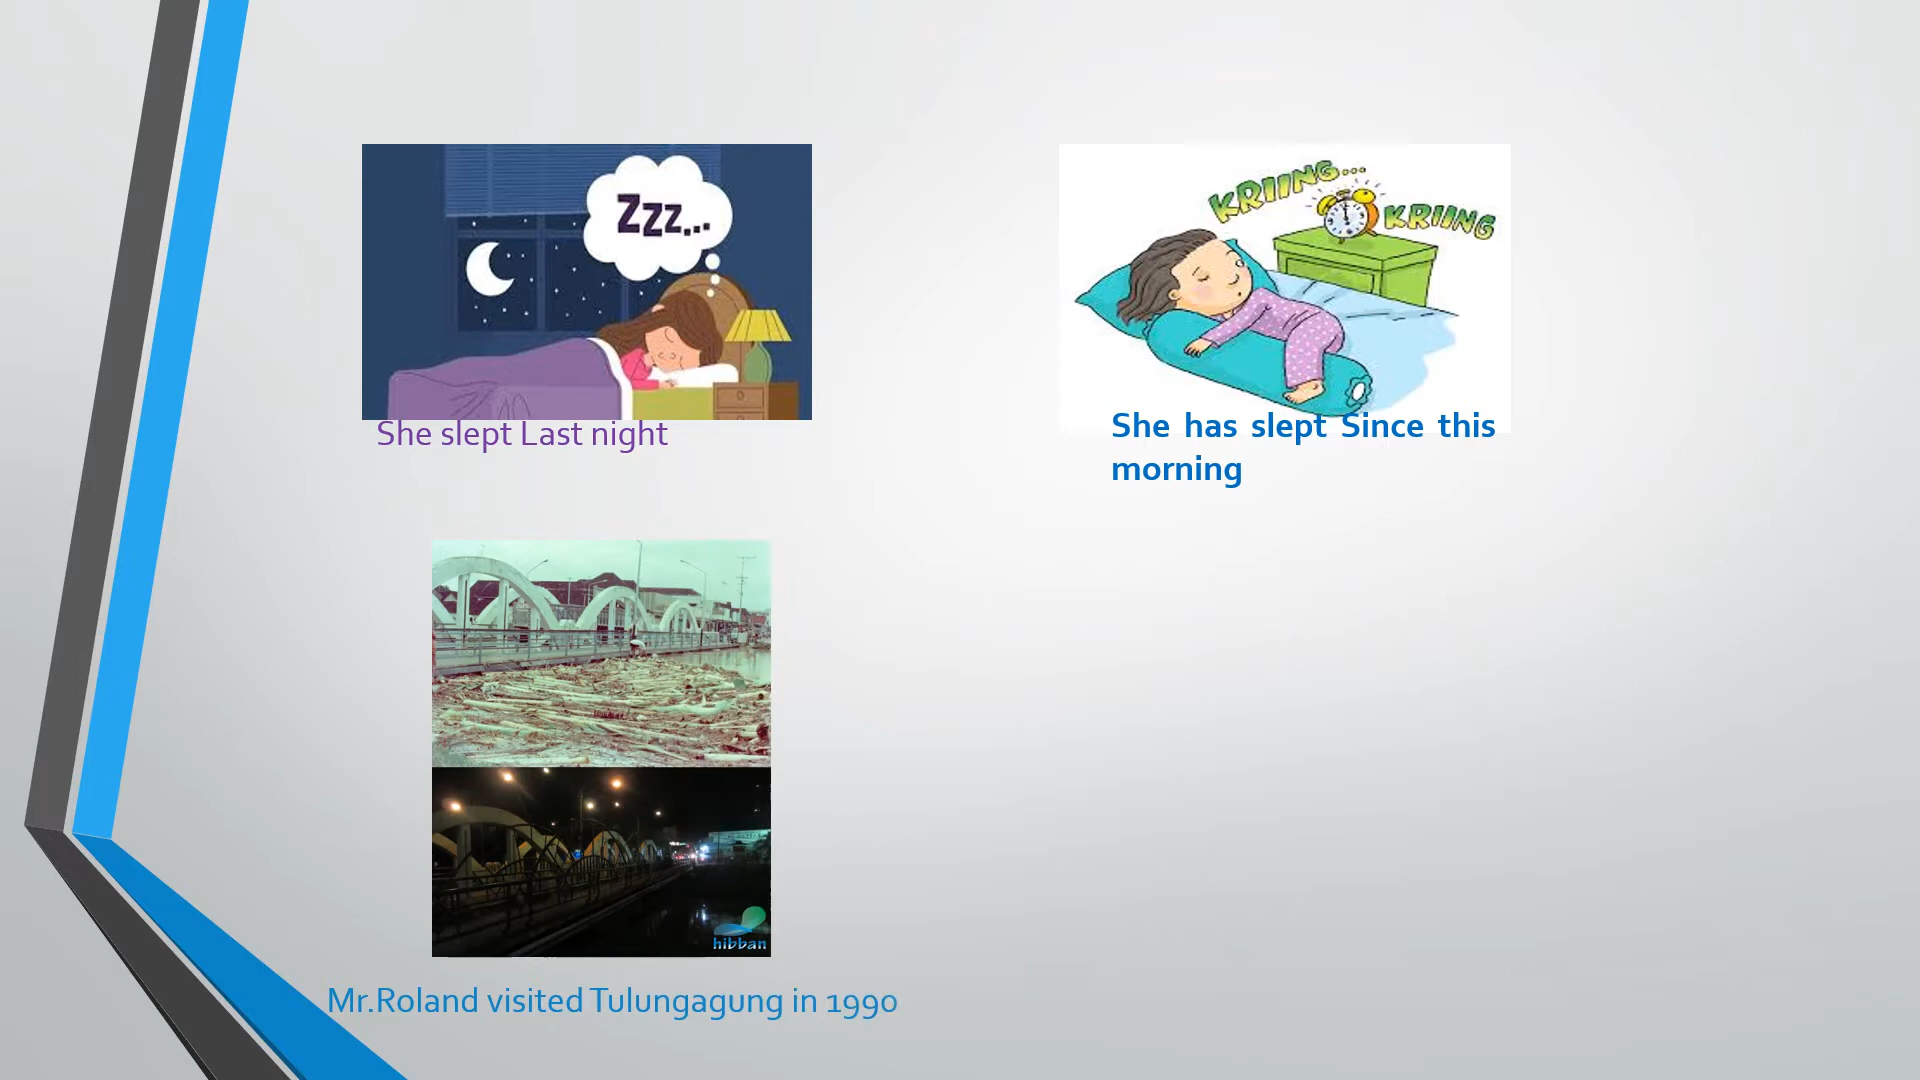 Zzz...
KRIING...
KRIING
She slept Last night
She has slept Since this
morning
hibban
Mr.Roland visited Tulungagung in 1990